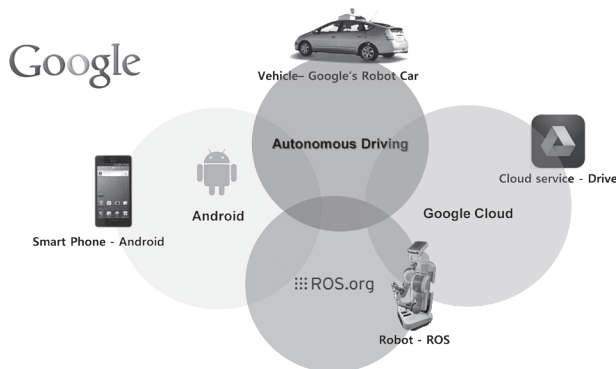 Google
Vehicle– Google's Robot Car
Autonomous Driving
Cloud service - Drive
Android
Google Cloud
Smart Phone - Android
ROS.org
Robot - ROS